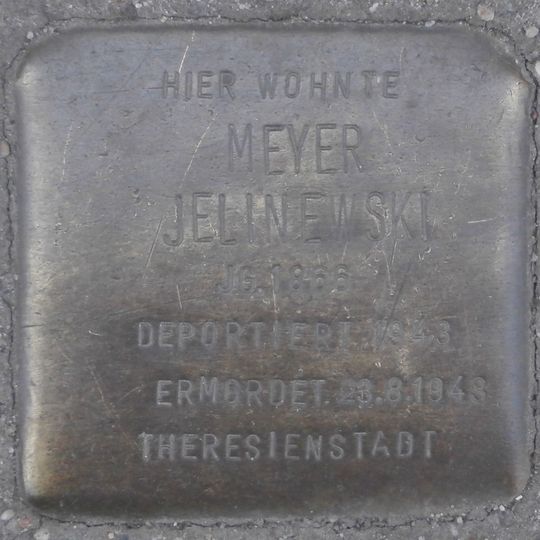 HIER WOHNTE
MEYER
JELINEWSKI
JG. 1866
DEPORTIERT 1943
ERMORDET 23.8.1943
THERESIENSTADT